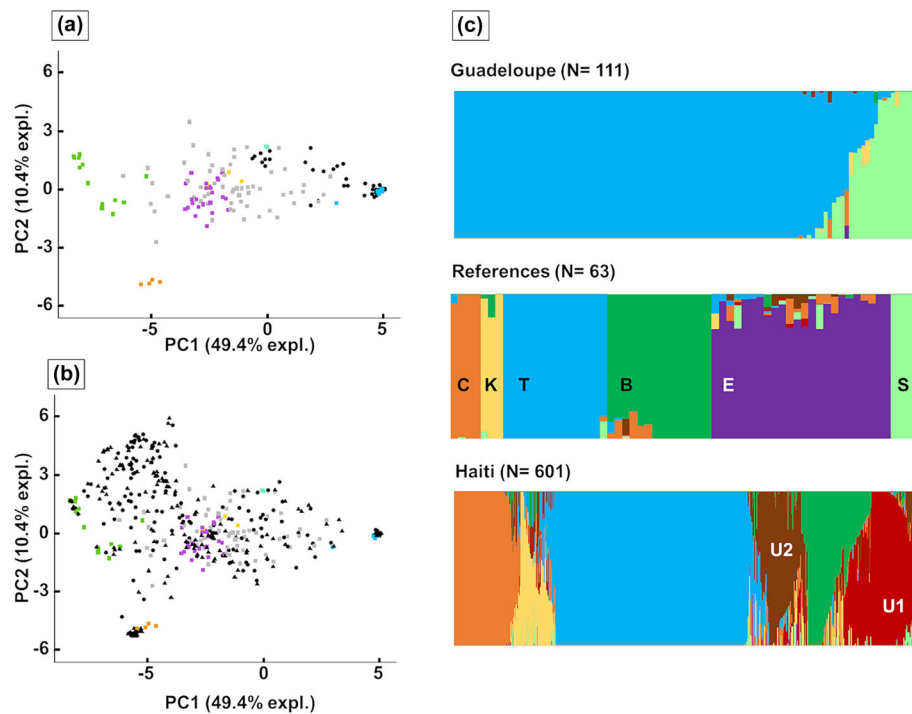 (a)
6
3
0
-3
-6
PC2 (10.4% expl.)
-5
0
5
PC1 (49.4% expl.)
(b)
6
3
0
-3
-6
PC2 (10.4% expl.)
-5
0
5
PC1 (49.4% expl.)
(c)
Guadeloupe (N= 111)
References (N= 63)
C K T B E S
Haiti (N= 601)
U2
U1